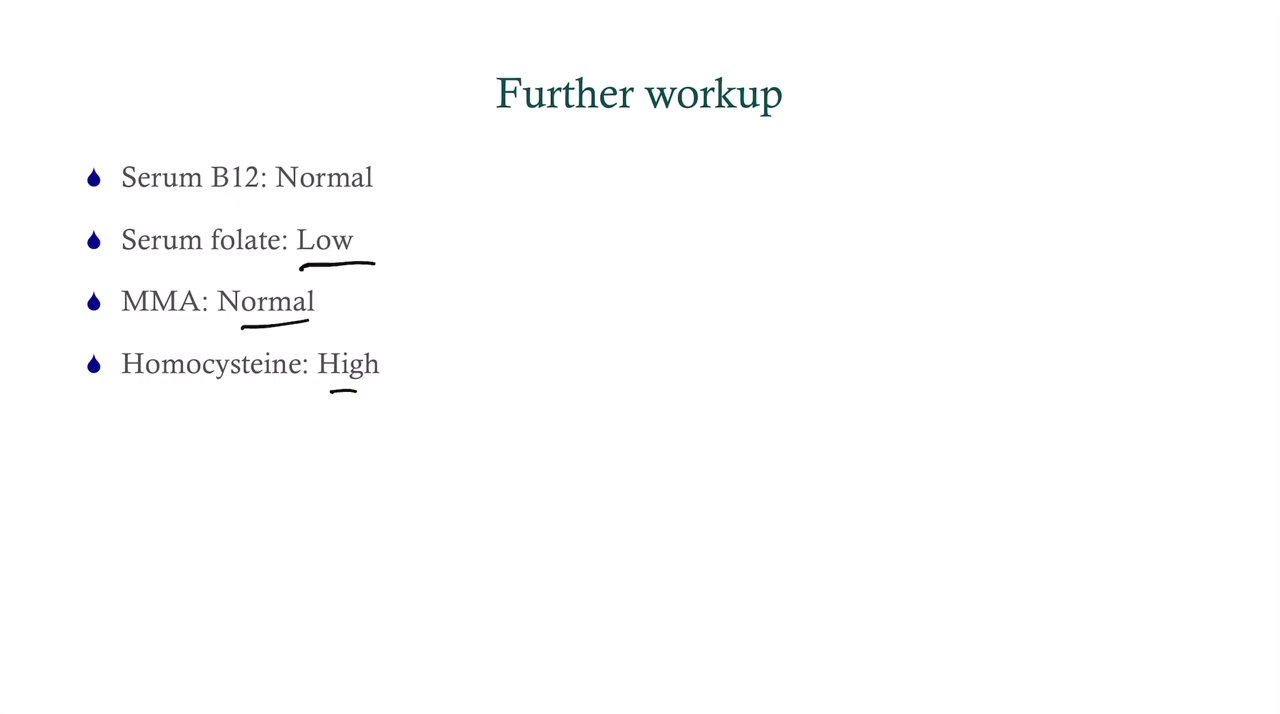 Further workup
Serum B12: Normal
Serum folate: Low
MMA: Normal
Homocysteine: High